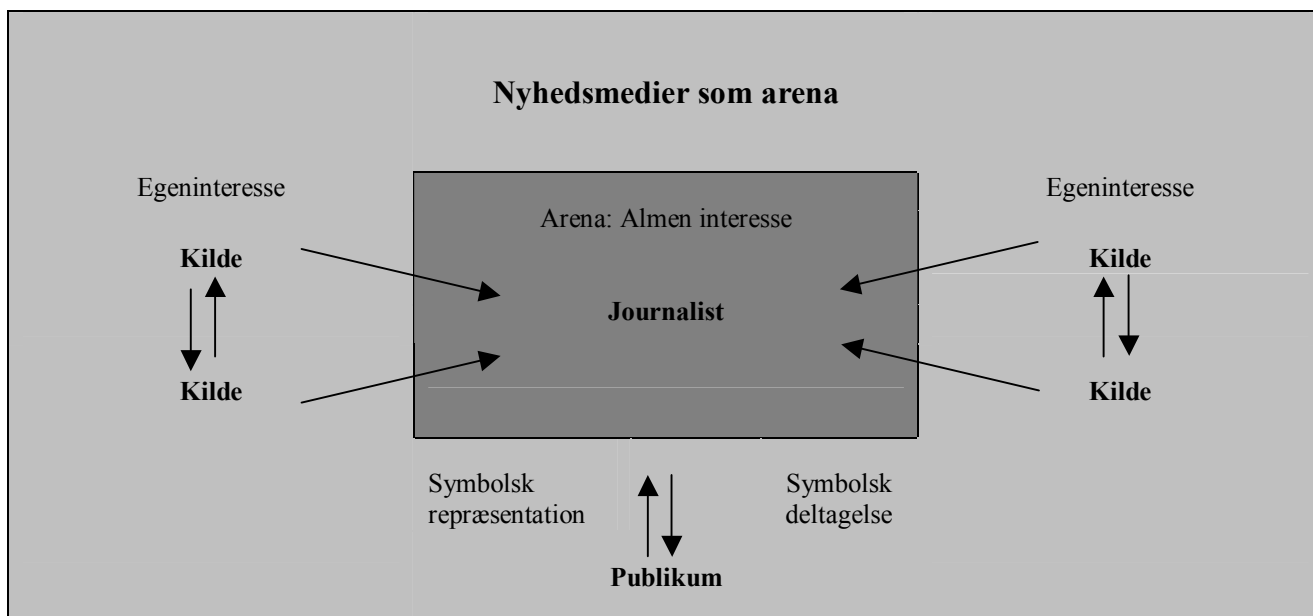 Nyhedsmedier som arena
Egeninteresse
Egeninteresse
Arena: Almen interesse
Kilde
Kilde
Journalist
Kilde
Kilde
Symbolsk
repræsentation
Symbolsk
deltagelse
Publikum